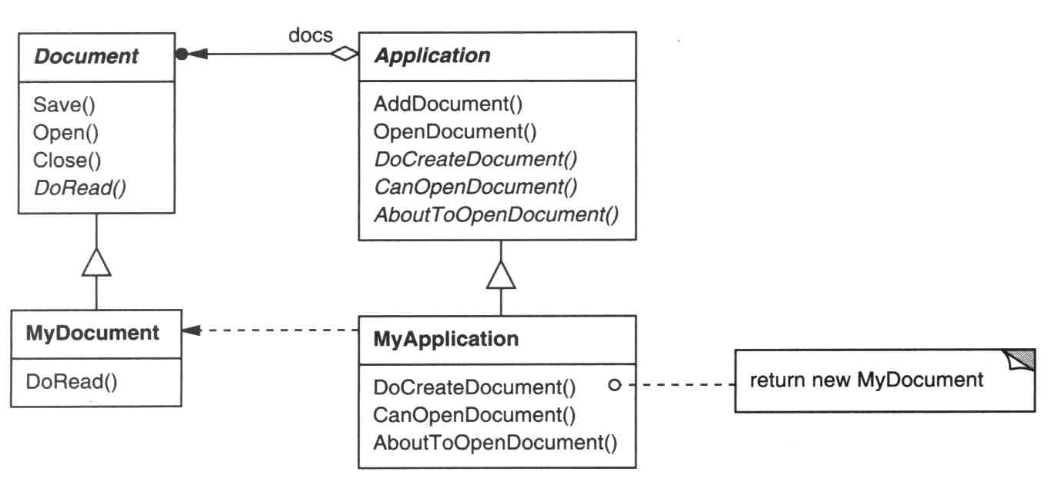 docs
Document
Save()
Open()
Close()
DoRead()
Application
AddDocument()
OpenDocument()
DoCreateDocument()
CanOpenDocument()
AboutToOpenDocument()
MyDocument
DoRead()
MyApplication
DoCreateDocument()
CanOpenDocument()
AboutToOpenDocument()
return new MyDocument